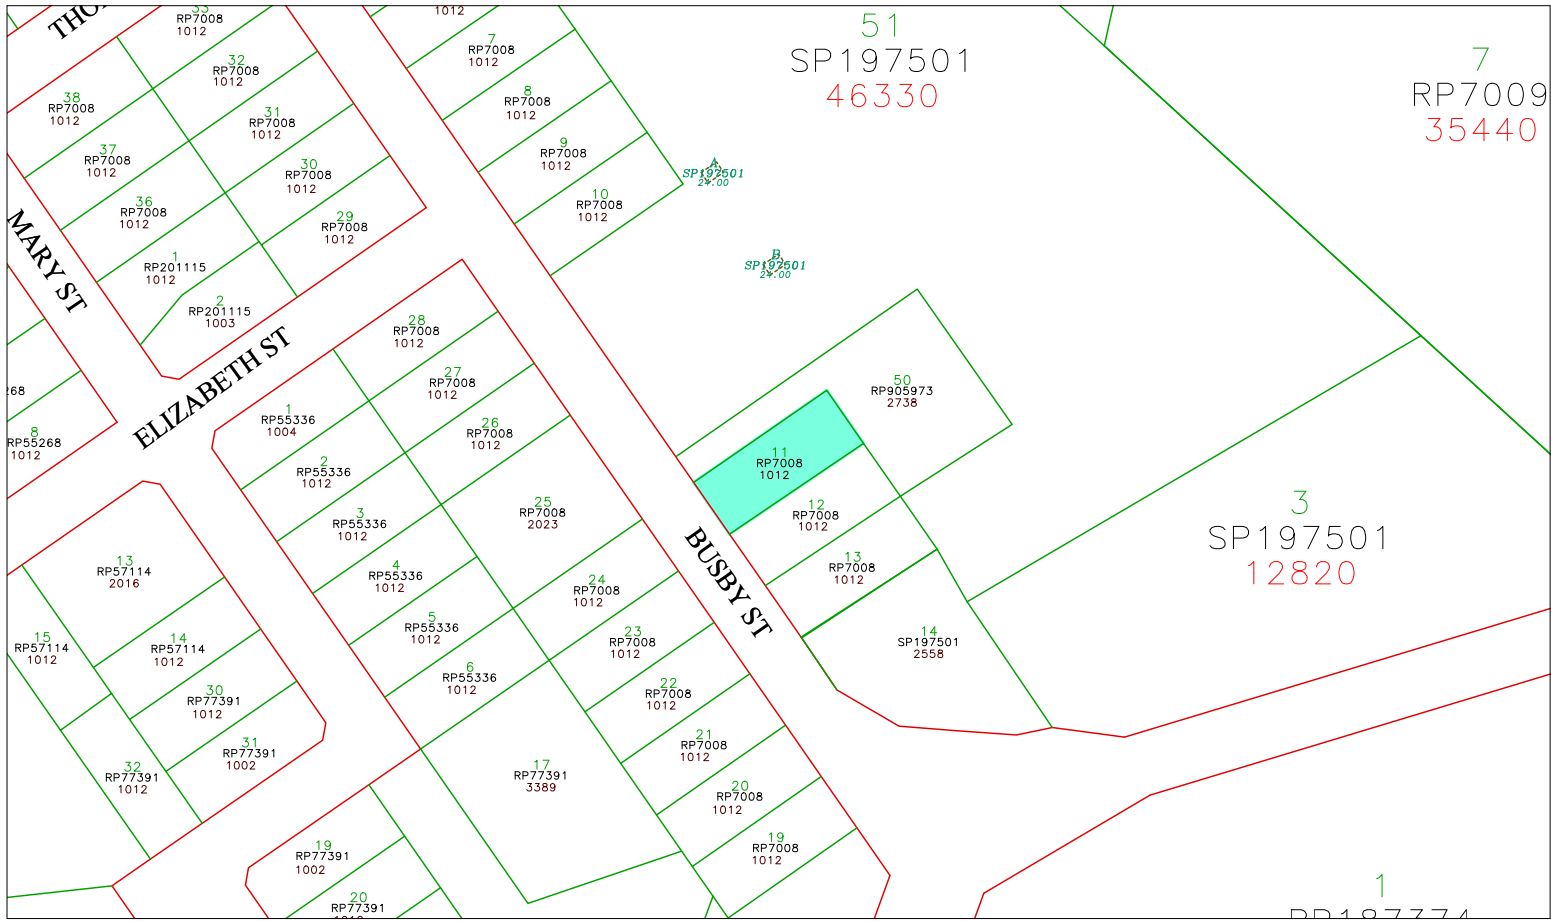 THO
33
RP7008
1012
32
RP7008
1012
31
RP7008
1012
30
RP7008
1012
29
RP7008
1012
38
RP7008
1012
37
RP7008
1012
36
RP7008
1012
1
RP201115
1012
2
RP201115
1003
MARY ST
ELIZABETH ST
268
8
RP55268
1012
1012
7
RP7008
1012
8
RP7008
1012
9
RP7008
1012
10
RP7008
1012
51
SP197501
46330
7
RP7009
35440
A
SP197501
24.00
B
SP197501
24.00
28
RP7008
1012
27
RP7008
1012
26
RP7008
1012
25
RP7008
2023
24
RP7008
1012
23
RP7008
1012
22
RP7008
1012
21
RP7008
1012
20
RP7008
1012
19
RP7008
1012
1
RP55336
1004
2
RP55336
1012
3
RP55336
1012
4
RP55336
1012
5
RP55336
1012
6
RP55336
1012
17
RP77391
3389
BUSBY ST
50
RP905973
2738
11
RP7008
1012
12
RP7008
1012
13
RP7008
1012
14
SP197501
2558
3
SP197501
12820
13
RP57114
2016
14
RP57114
1012
15
RP57114
1012
30
RP77391
1012
31
RP77391
1002
32
RP77391
1012
19
RP77391
1002
20
RP77391
1012
1
RP187374